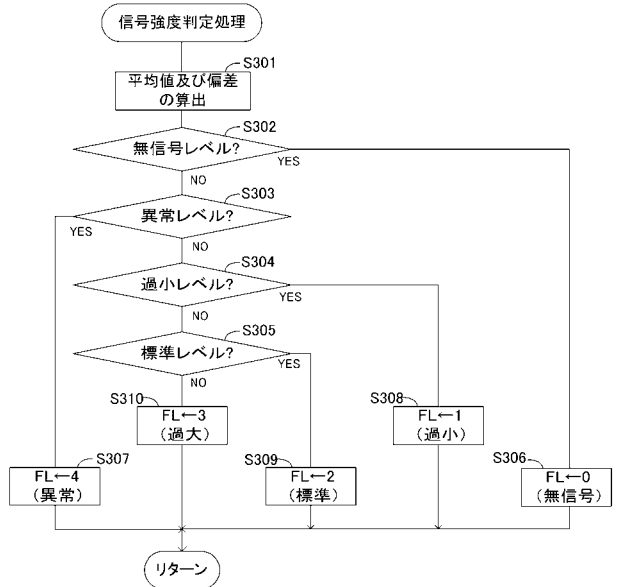 信号強度判定処理
S301
平均値及び偏差
の算出
S302
無信号レベル?
YES
NO
S303
異常レベル?
YES
NO
S304
過小レベル?
YES
NO
S305
標準レベル?
YES
NO
S310
FL←3
(過大)
S308
FL←1
(過小)
S307
FL←4
(異常)
S309
FL←2
(標準)
S306
FL←0
(無信号)
リターン